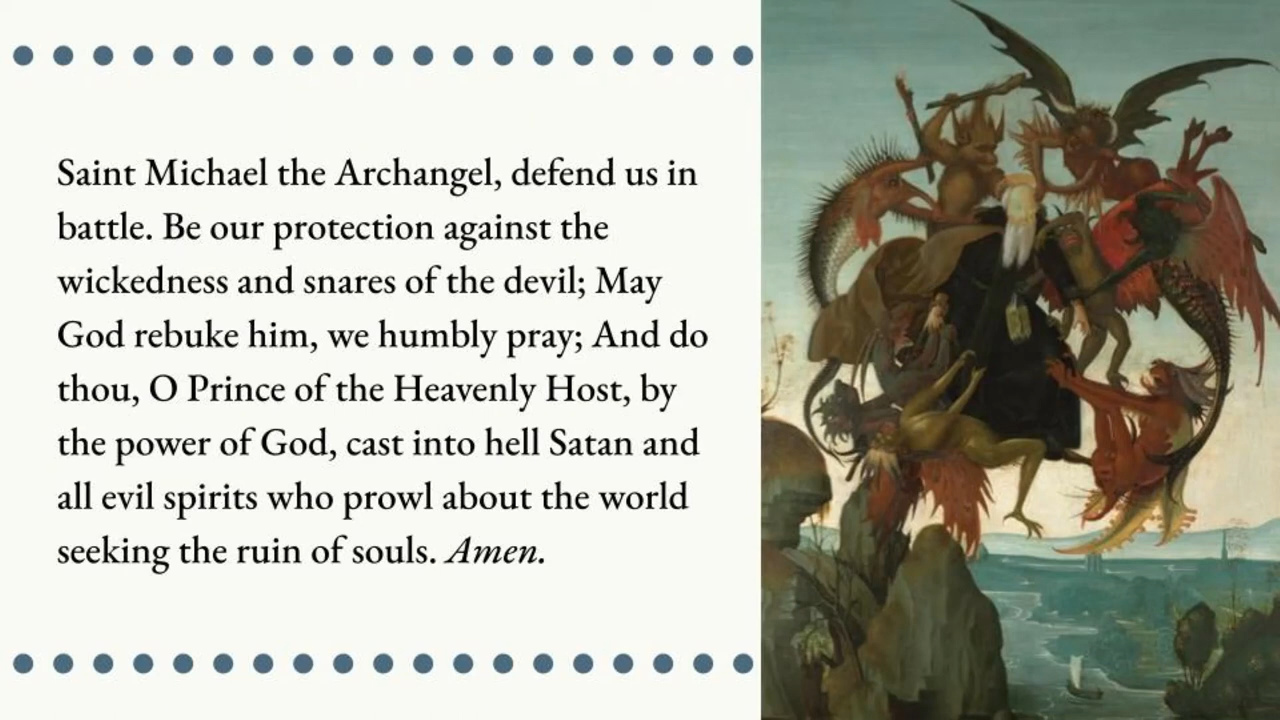 Saint Michael the Archangel, defend us in
battle. Be our protection against the
wickedness and snares of the devil; May
God rebuke him, we humbly pray; And do
thou, O Prince of the Heavenly Host, by
the power of God, cast into hell Satan and
all evil spirits who prowl about the world
seeking the ruin of souls. Amen.